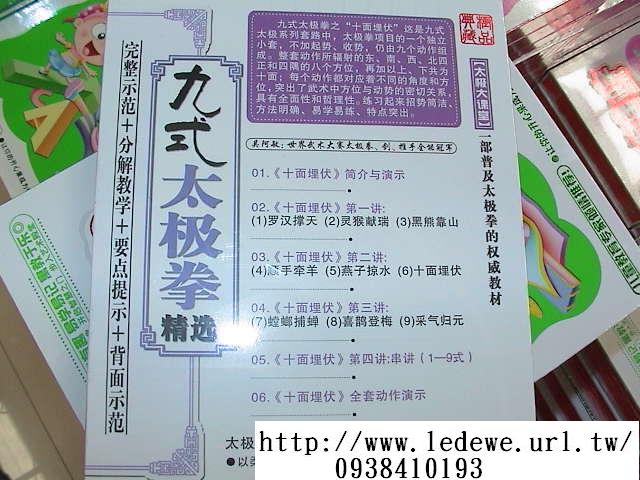 九式太极拳之“十面埋伏”这是九式
太极系列套路中，太极拳项目的一个独立
小套，不加起势、收势，仍由九个动作组
成。整套动作所辐射的东、南、西、北四
正和四隅的八个方位，再加以上、下共为
十面；每个动作都对应着不同的角度和方
位，突出了武术中方位与动势的密切关系，
具有全面性和哲理性。练习起来招势简洁、
方法明确、易学易练、特点突出。
精品
典藏
【太极大课堂】一部普及太极拳的权威教材
九式
太极拳
精选
完整示范+分解教学+要点提示+背面示范
吴阿敏：世界武术大赛太极拳、剑、推手全能冠军
01.《十面埋伏》简介与演示
02.《十面埋伏》第一讲:
(1)罗汉撑天 (2)灵猴献瑞 (3)黑熊靠山
03.《十面埋伏》第二讲:
(4)顺手牵羊 (5)燕子掠水 (6)十面埋伏
04.《十面埋伏》第三讲:
(7)螳螂捕蝉 (8)喜鹊登梅 (9)采气归元
05.《十面埋伏》第四讲:串讲（1—9式）
06.《十面埋伏》全套动作演示
太极
●以柔
http://www.ledewe.url.tw/
0938410193